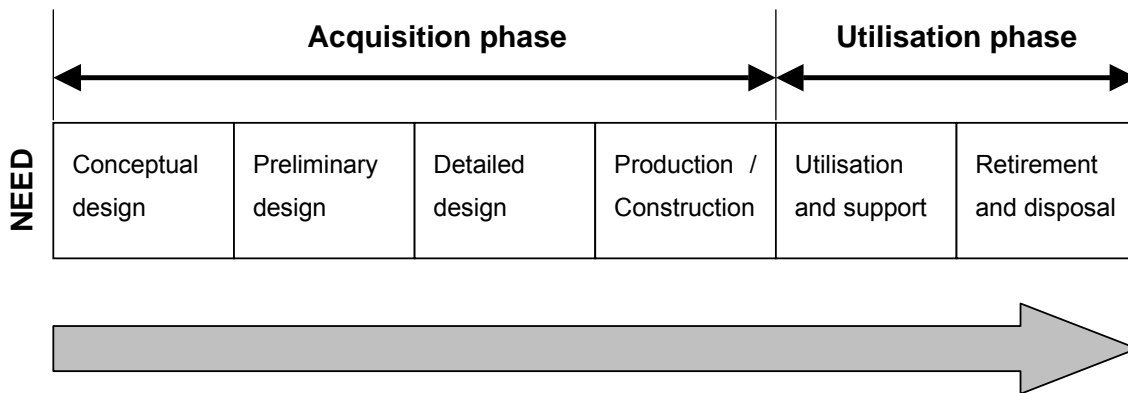 Acquisition phase
Utilisation phase
NEED
Conceptual
design
Preliminary
design
Detailed
design
Production /
Construction
Utilisation
and support
Retirement
and disposal